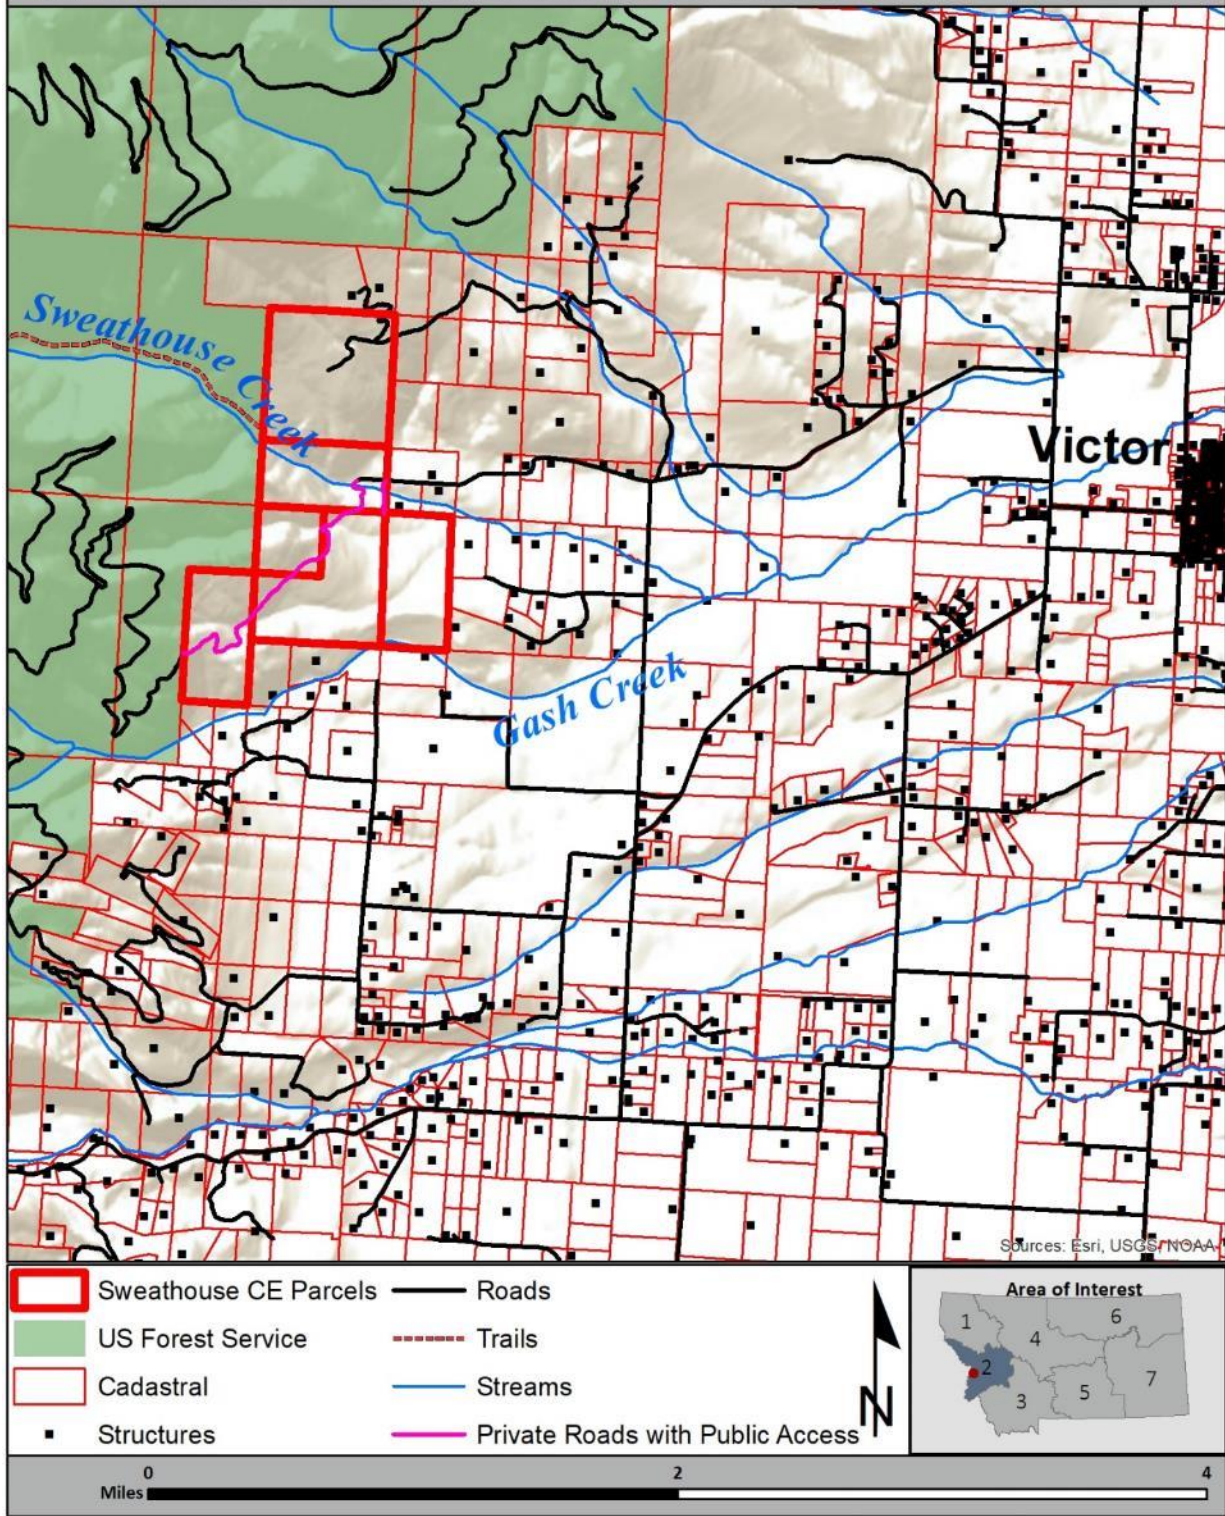 Sweathouse Creek
Victor
Gash Creek
Sources: Esri, USGS, NOAA
Sweathouse CE Parcels
US Forest Service
Cadastral
Structures
Roads
Trails
Streams
Private Roads with Public Access
N
Area of Interest
1
6
4
2
7
5
3
0
2
4
Miles